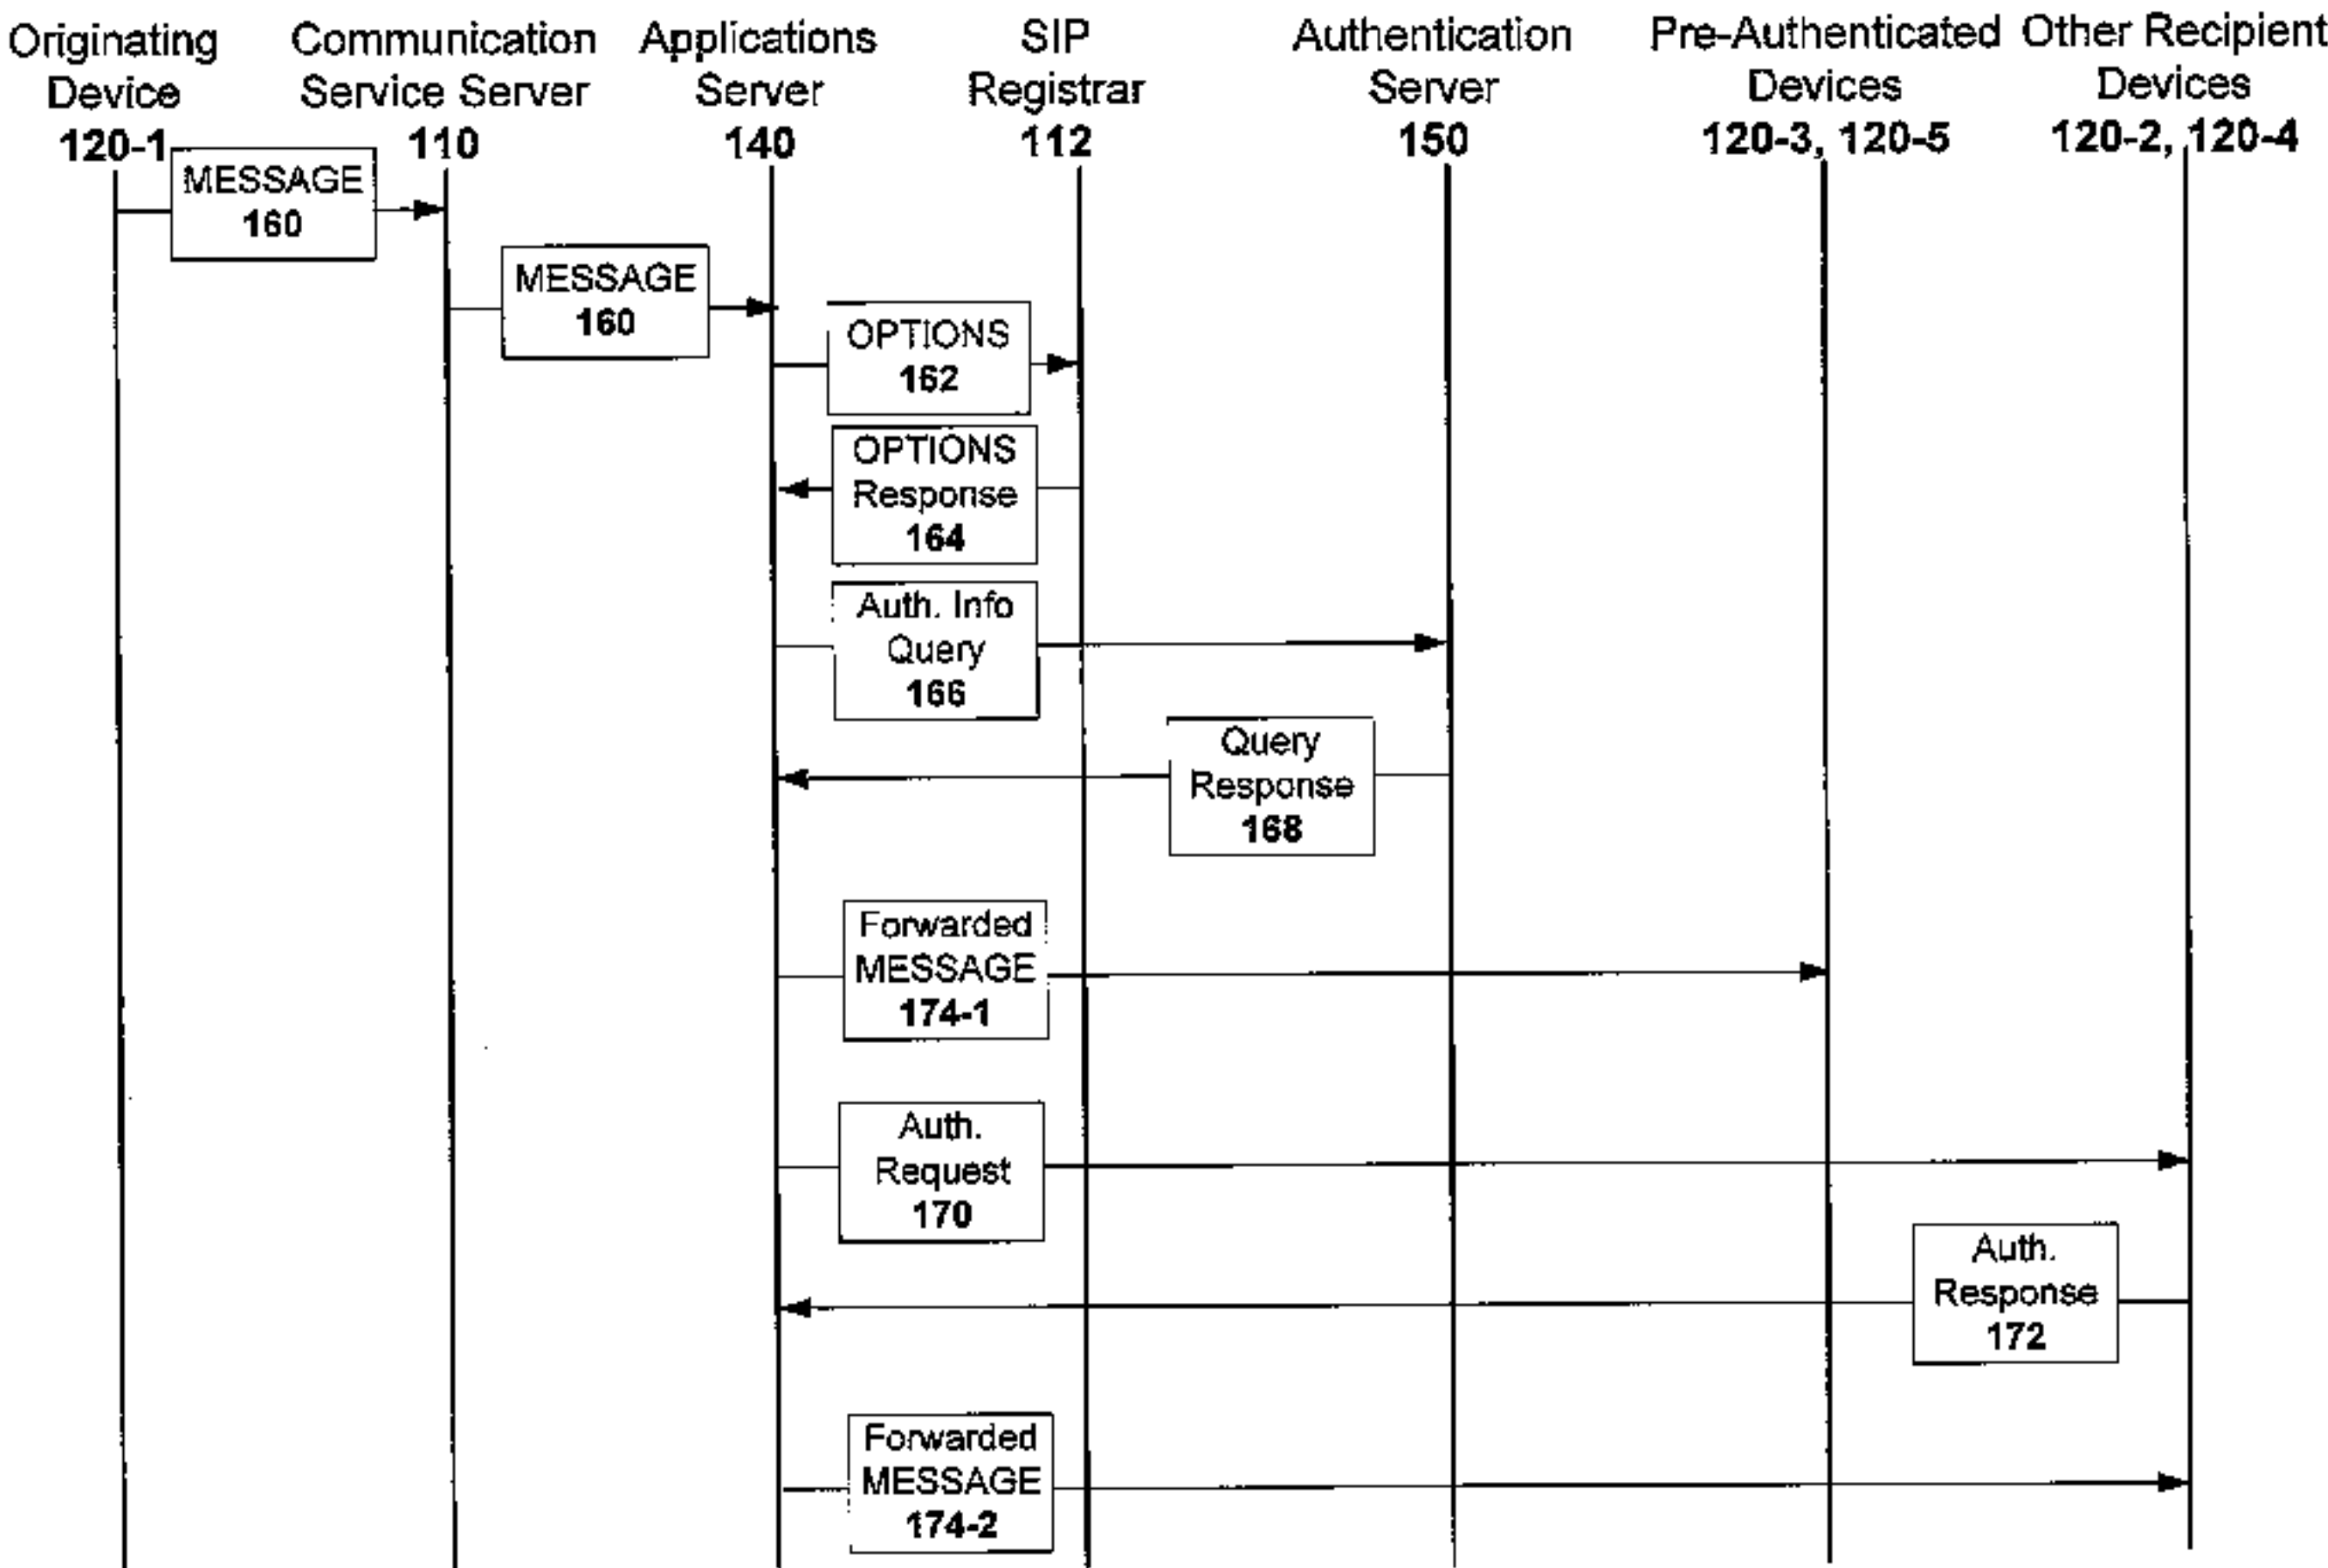 Originating
Device
120-1
Communication
Service Server
110
Applications
Server
140
SIP
Registrar
112
Authentication
Server
150
Pre-Authenticated
Devices
120-3, 120-5
Other Recipient
Devices
120-2, 120-4
MESSAGE
160
MESSAGE
160
OPTIONS
162
OPTIONS
Response
164
Auth. Info
Query
166
Query
Response
168
Forwarded
MESSAGE
174-1
Auth.
Request
170
Auth.
Response
172
Forwarded
MESSAGE
174-2